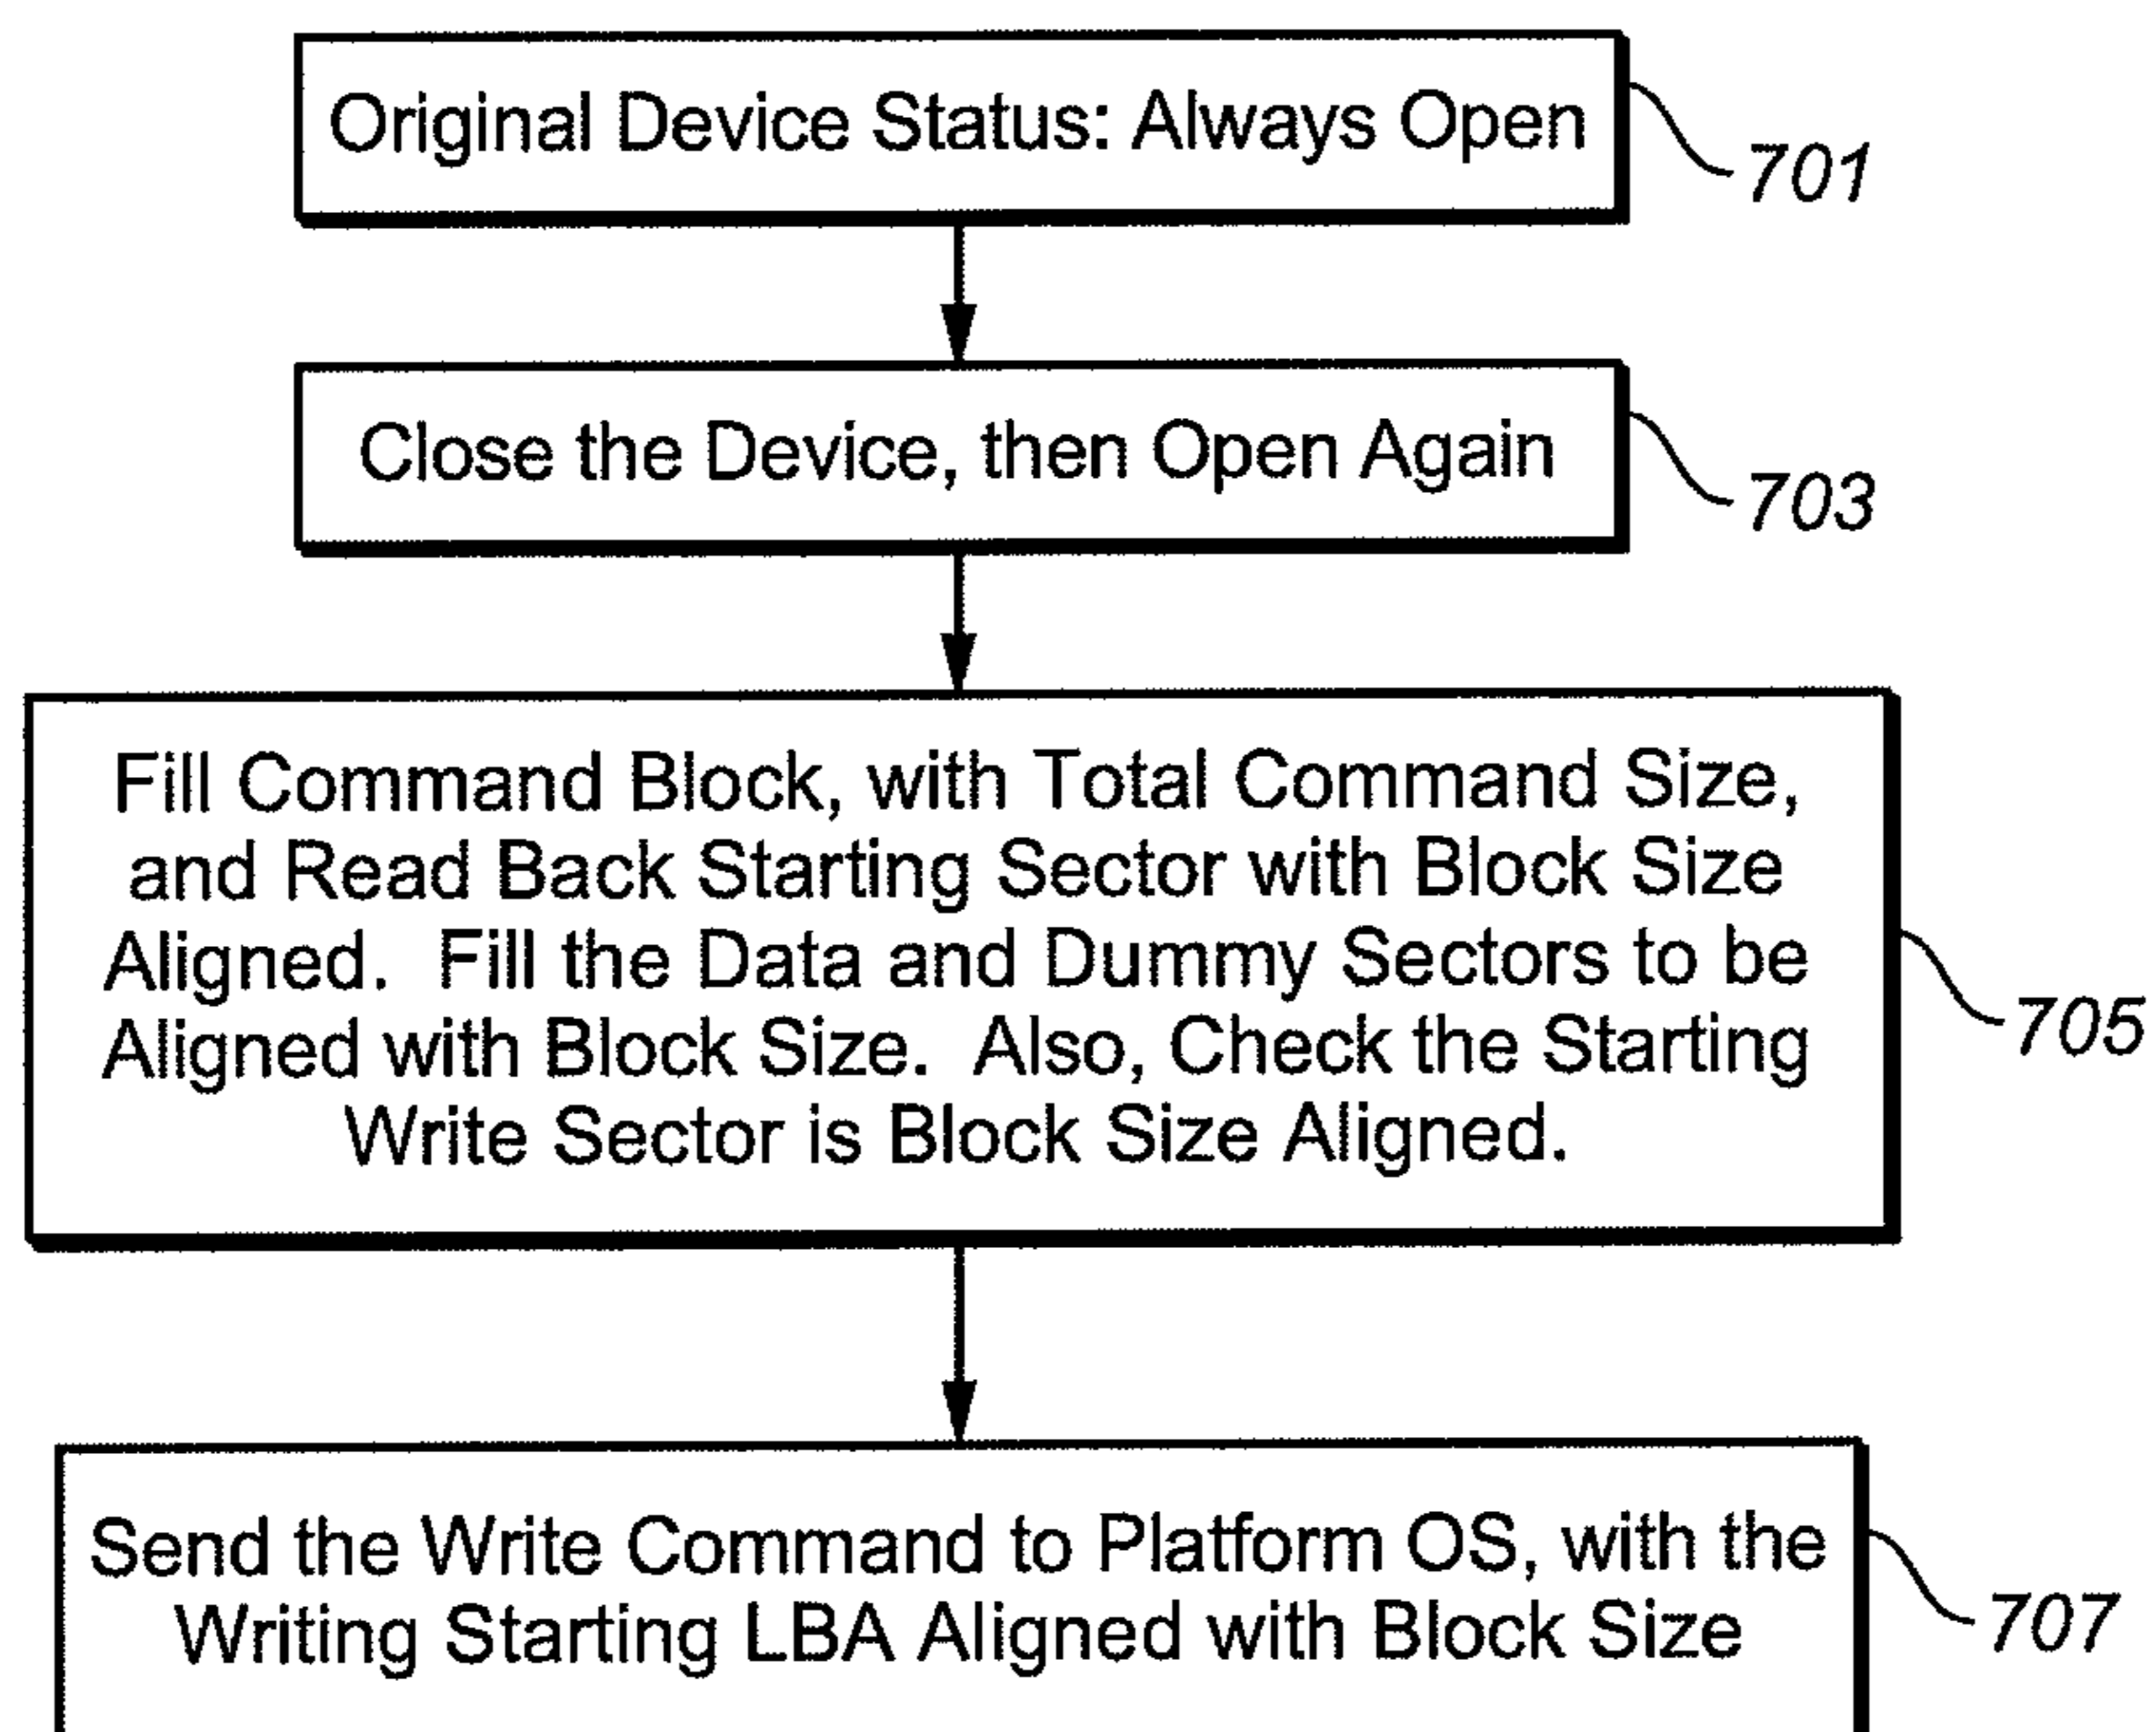 Original Device Status: Always Open
701
Close the Device, then Open Again
703
Fill Command Block, with Total Command Size,
and Read Back Starting Sector with Block Size
Aligned. Fill the Data and Dummy Sectors to be
Aligned with Block Size. Also, Check the Starting
Write Sector is Block Size Aligned.
705
Send the Write Command to Platform OS, with the
Writing Starting LBA Aligned with Block Size
707